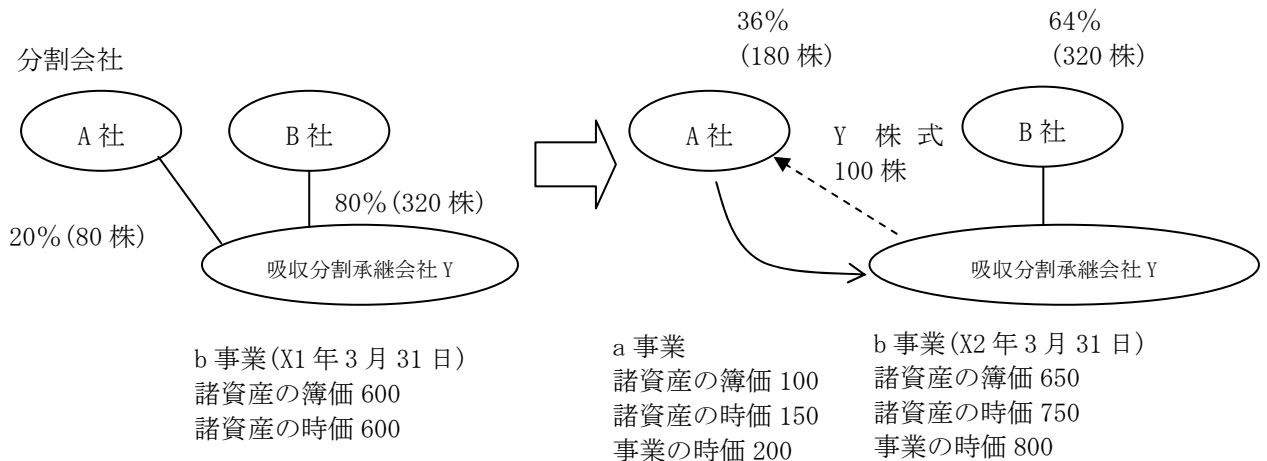 分割会社
A 社
B 社
20％(80 株)
80％(320 株)
吸収分割承継会社 Y
b 事業(X1 年 3 月 31 日)
諸資産の簿価 600
諸資産の時価 600
36％
(180 株)
64％
(320 株)
A 社
Y 株 式
100 株
B 社
吸収分割承継会社 Y
a 事業
諸資産の簿価 100
諸資産の時価 150
事業の時価 200
b 事業(X2 年 3 月 31 日)
諸資産の簿価 650
諸資産の時価 750
事業の時価 800